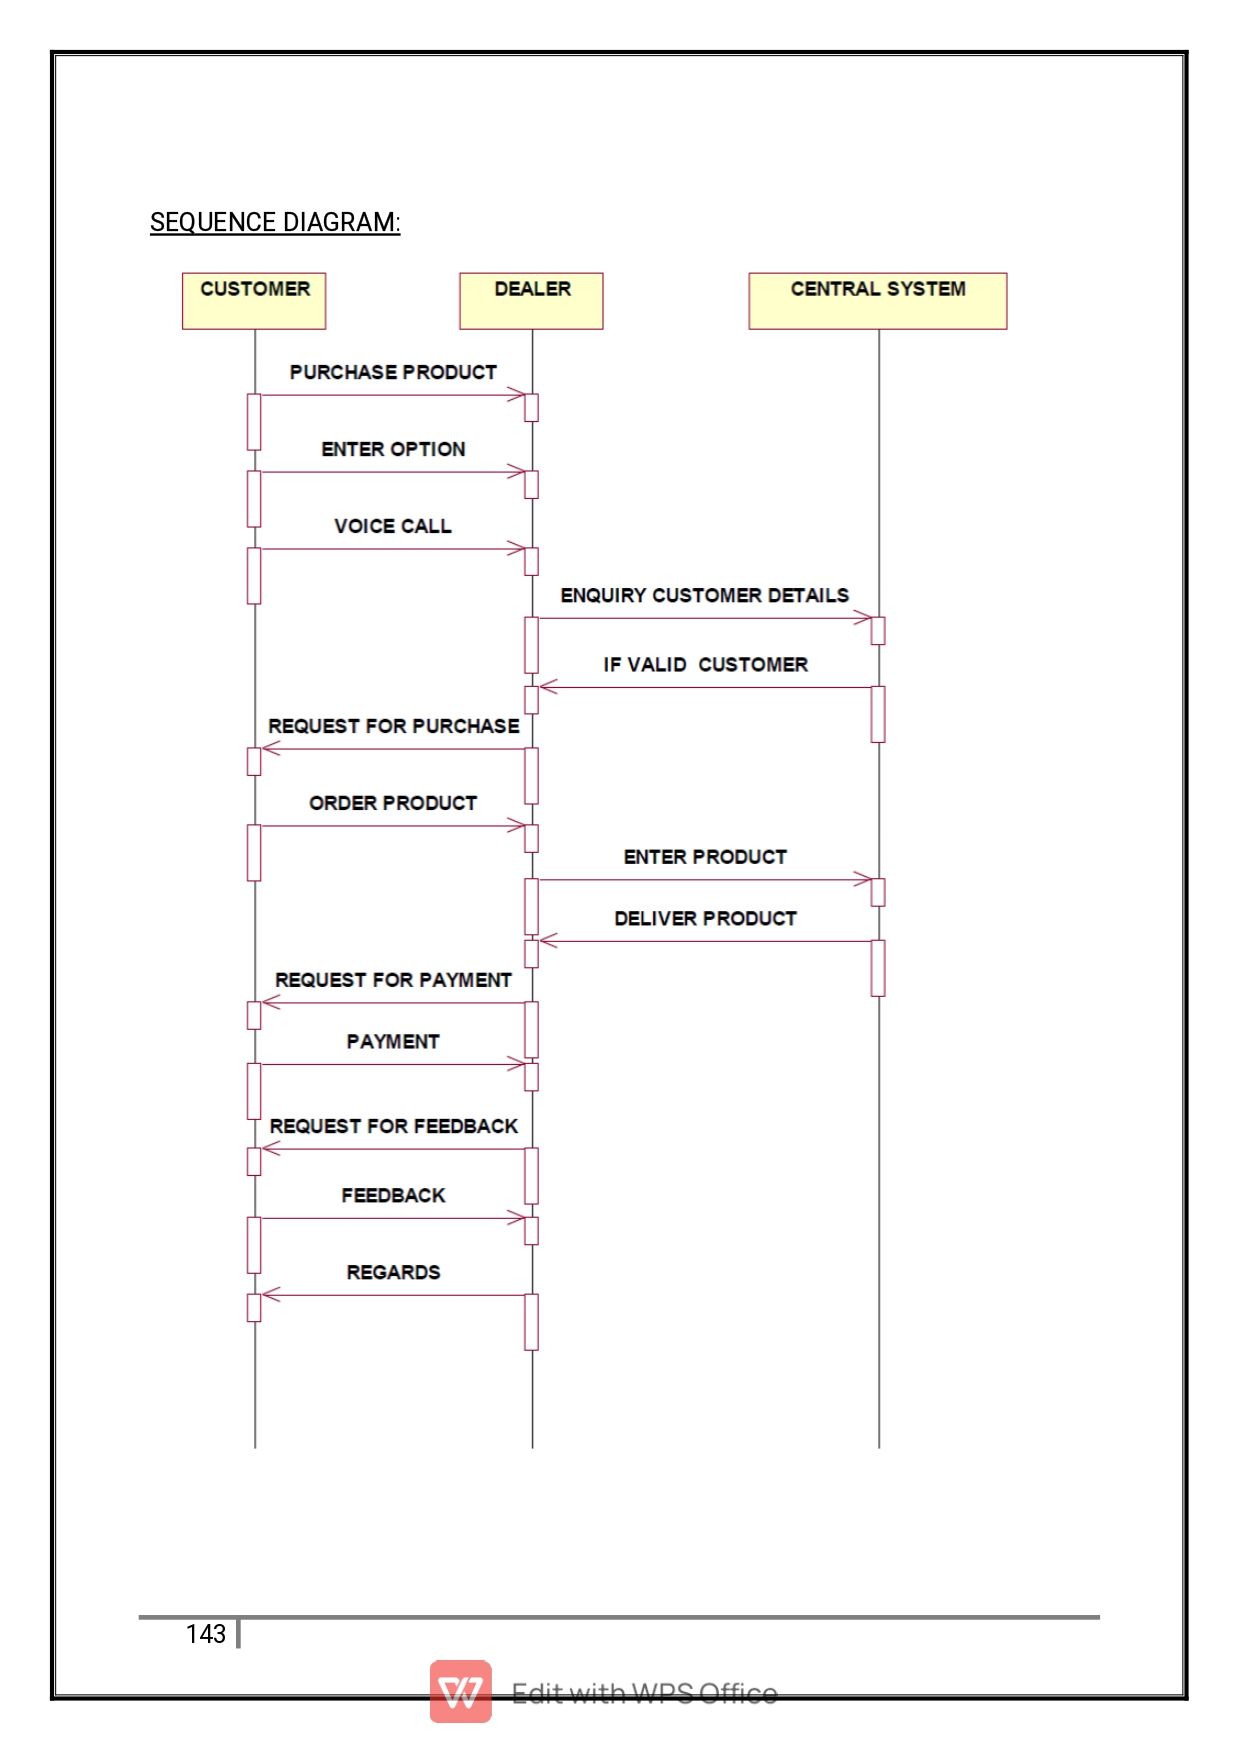 SEQUENCE DIAGRAM:
CUSTOMER DEALER CENTRAL SYSTEM
PURCHASE PRODUCT
ENTER OPTION
VOICE CALL
ENQUIRY CUSTOMER DETAILS
IF VALID CUSTOMER
REQUEST FOR PURCHASE
ORDER PRODUCT
ENTER PRODUCT
DELIVER PRODUCT
REQUEST FOR PAYMENT
PAYMENT
REQUEST FOR FEEDBACK
FEEDBACK
REGARDS
143
Edit with WPS Office